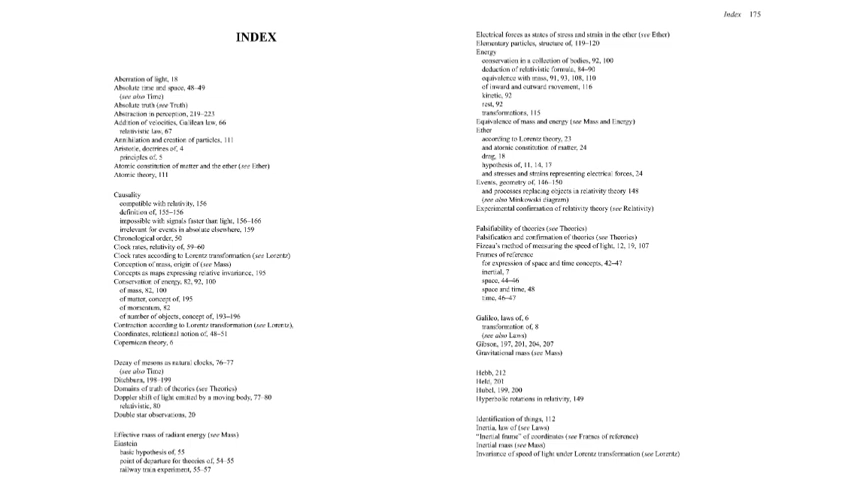 INDEX
Aberration of light, 18
Absolute time and space, 48–49
(see also Time)
Absolute truth (see Truth)
Abstraction in perception, 219–223
Addition of velocities, Galilean law, 66
relativistic law, 67
Annihilation and creation of particles, 111
Aristotle, doctrines of, 4
principles of, 5
Atomic constitution of matter and the ether (see Ether)
Atomic theory, 111
Causality
compatible with relativity, 156
definition of, 155–156
impossible with signals faster than light, 156–166
irrelevant for events in absolute elsewhere, 159
Chronological order, 50
Clock rates, relativity of, 59–60
Clock rates according to Lorentz transformation (see Lorentz)
Conception of mass, origin of (see Mass)
Concepts as maps expressing relative invariance, 195
Conservation of energy, 82, 92, 100
of mass, 82, 100
of matter, concept of, 195
of momentum, 82
of number of objects, concept of, 193–196
Contraction according to Lorentz transformation (see Lorentz),
Coordinates, relational notion of, 48–51
Copernican theory, 6
Decay of mesons as natural clocks, 76–77
(see also Time)
Ditchburn, 198–199
Domains of truth of theories (see Theories)
Doppler shift of light emitted by a moving body, 77–80
relativistic, 80
Double star observations, 20
Effective mass of radiant energy (see Mass)
Einstein
basic hypothesis of, 55
point of departure for theories of, 54–55
railway train experiment, 55–57
Index 175
Electrical forces as states of stress and strain in the ether (see Ether)
Elementary particles, structure of, 119–120
Energy
conservation in a collection of bodies, 92, 100
deduction of relativistic formula, 84–90
equivalence with mass, 91, 93, 108, 110
of inward and outward movement, 116
kinetic, 92
rest, 92
transformations, 115
Equivalence of mass and energy (see Mass and Energy)
Ether
according to Lorentz theory, 23
and atomic constitution of matter, 24
drag, 18
hypothesis of, 11, 14, 17
and stresses and strains representing electrical forces, 24
Events, geometry of, 146–150
and processes replacing objects in relativity theory 148
(see also Minkowski diagram)
Experimental confirmation of relativity theory (see Relativity)
Falsifiability of theories (see Theories)
Falsification and confirmation of theories (see Theories)
Fizeau's method of measuring the speed of light, 12, 19, 107
Frames of reference
for expression of space and time concepts, 42–47
inertial, 7
space, 44–46
space and time, 48
time, 46–47
Galileo, laws of, 6
transformation of, 8
(see also Laws)
Gibson, 197, 201, 204, 207
Gravitational mass (see Mass)
Hebb, 212
Held, 201
Hubel, 199, 200
Hyperbolic rotations in relativity, 149
Identification of things, 112
Inertia, law of (see Laws)
"Inertial frame" of coordinates (see Frames of reference)
Inertial mass (see Mass)
Invariance of speed of light under Lorentz transformation (see Lorentz)